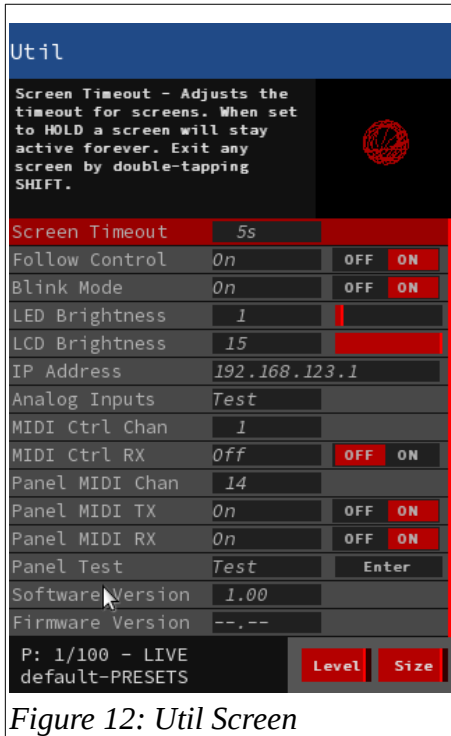 Util
Screen Timeout - Adjusts the
timeout for screens. When set
to HOLD a screen will stay
active forever. Exit any
screen by double-tapping
SHIFT.
Screen Timeout 5s
Follow Control On OFF ON
Blink Mode On OFF ON
LED Brightness 1
LCD Brightness 15
IP Address 192.168.123.1
Analog Inputs Test
MIDI Ctrl Chan 1
MIDI Ctrl RX Off OFF ON
Panel MIDI Chan 14
Panel MIDI TX On OFF ON
Panel MIDI RX On OFF ON
Panel Test Test Enter
Software Version 1.00
Firmware Version --.--
P: 1/100 - LIVE
default-PRESETS
Level Size
Figure 12: Util Screen